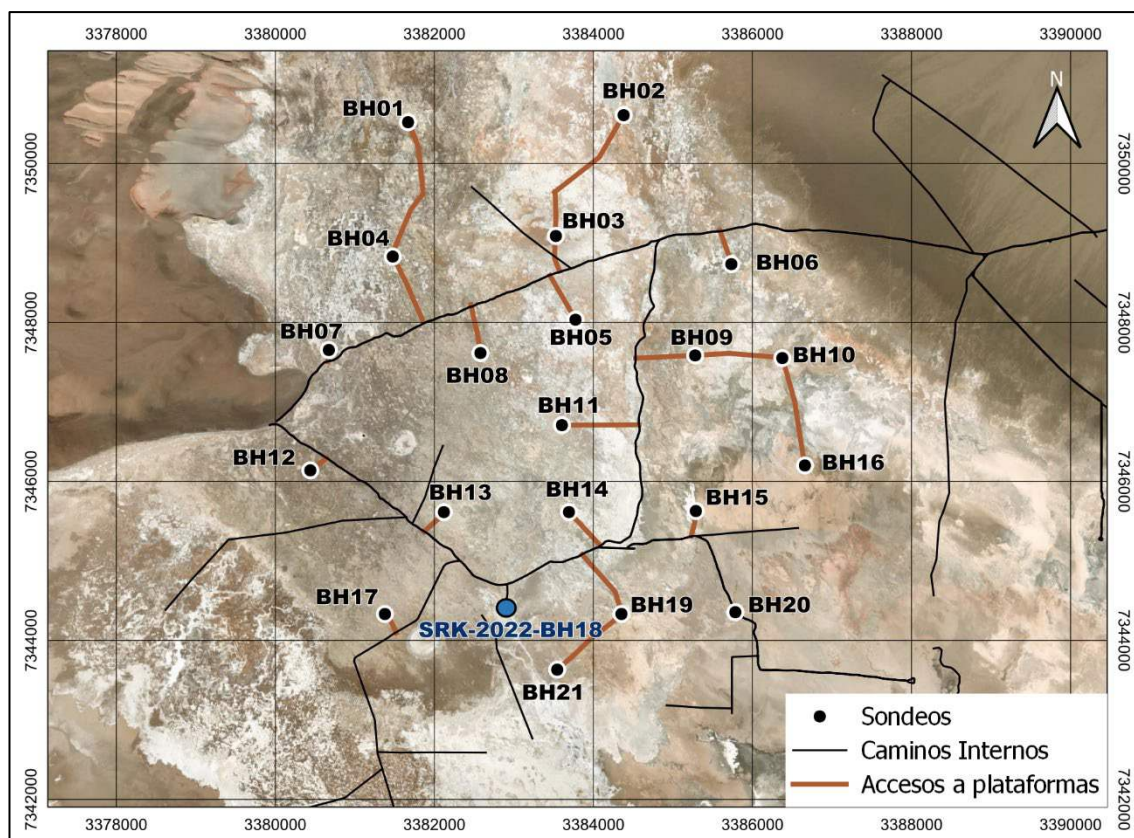 3378000 3380000 3382000 3384000 3386000 3388000 3390000
N
BH02
BH01
7350000 7350000
BH03
BH04
BH06
7348000 7348000
BH07
BH05
BH09
BH10
BH08
BH11
BH12
BH16
7346000 7346000
BH13
BH14
BH15
BH17
BH19
BH20
SRK-2022-BH18
7344000 7344000
BH21
Sondeos
Caminos Internos
Accesos a plataformas
7342000 7342000
3378000 3380000 3382000 3384000 3386000 3388000 3390000